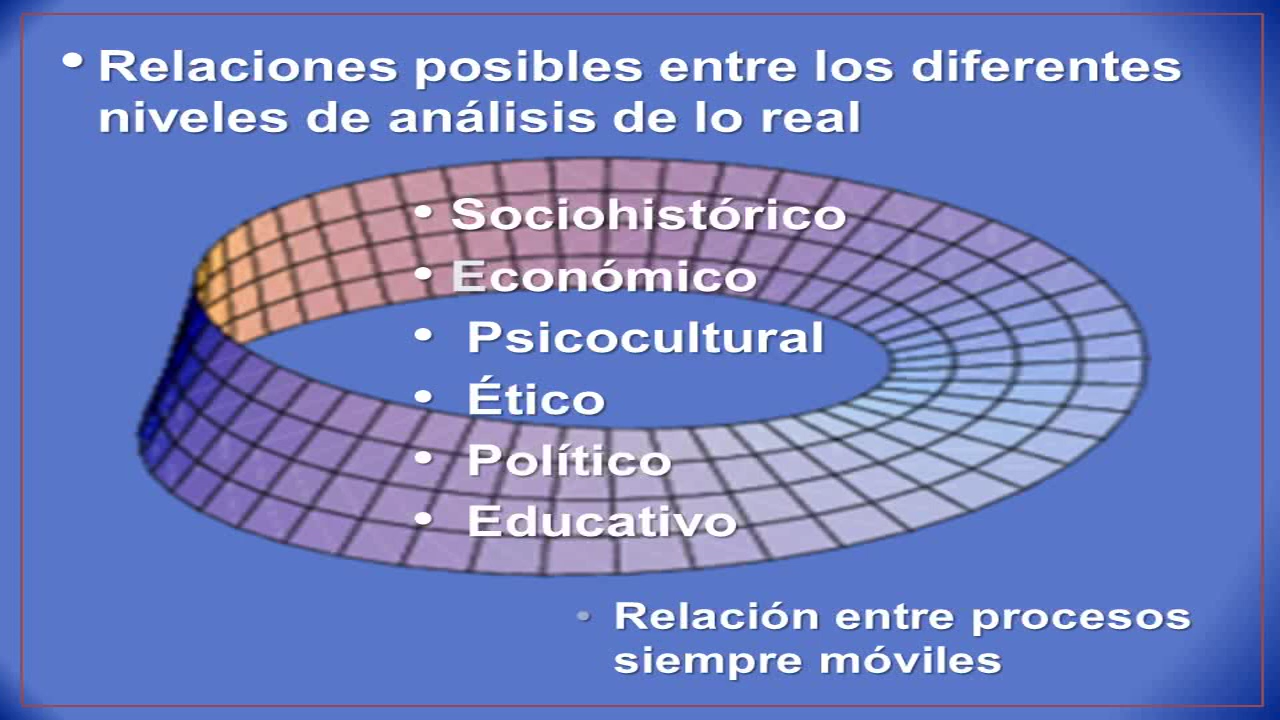 • Relaciones posibles entre los diferentes
niveles de análisis de lo real
• Sociohistórico
• Económico
• Psicocultural
• Ético
• Político
• Educativo
• Relación entre procesos
siempre móviles